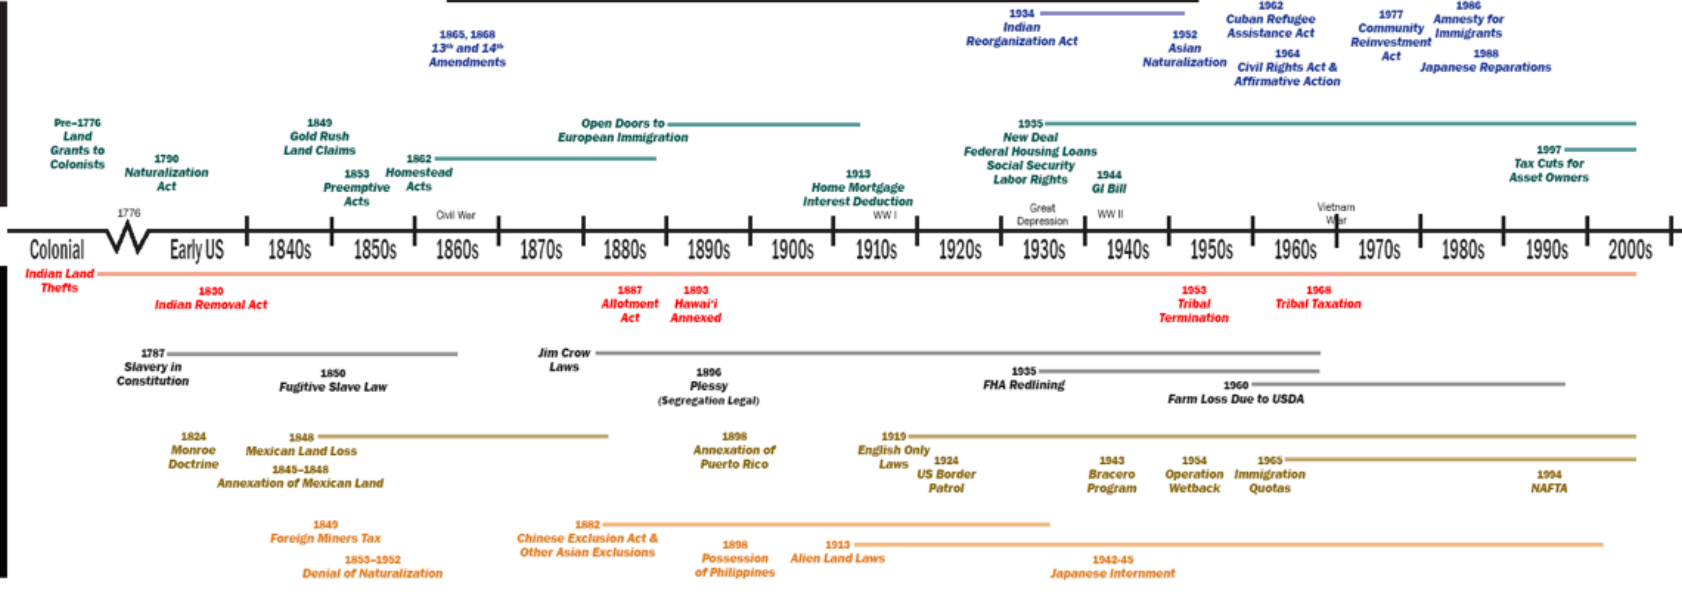 1865, 1868
13th and 14th
Amendments
1934
Indian
Reorganization Act
1952
Asian
Naturalization
1962
Cuban Refugee
Assistance Act
1964
Civil Rights Act &
Affirmative Action
1977
Community
Reinvestment
Act
1986
Amnesty for
Immigrants
1988
Japanese Reparations
Pre–1776
Land
Grants to
Colonists
1790
Naturalization
Act
1849
Gold Rush
Land Claims
1853
Preemptive
Acts
1862
Homestead
Acts
Open Doors to
European Immigration
1913
Home Mortgage
Interest Deduction
1935
New Deal
Federal Housing Loans
Social Security
Labor Rights
1944
GI Bill
1997
Tax Cuts for
Asset Owners
1776
Civil War
WW I
Great
Depression
WW II
Vietnam
War
Colonial
Early US
1840s
1850s
1860s
1870s
1880s
1890s
1900s
1910s
1920s
1930s
1940s
1950s
1960s
1970s
1980s
1990s
2000s
Indian Land
Thefts
1830
Indian Removal Act
1887
Allotment
Act
1893
Hawai'i
Annexed
1953
Tribal
Termination
1968
Tribal Taxation
1787
Slavery in
Constitution
1850
Fugitive Slave Law
Jim Crow
Laws
1896
Plessy
(Segregation Legal)
1935
FHA Redlining
1960
Farm Loss Due to USDA
1824
Monroe
Doctrine
1848
Mexican Land Loss
1845–1848
Annexation of Mexican Land
1898
Annexation of
Puerto Rico
1919
English Only
Laws
1924
US Border
Patrol
1943
Bracero
Program
1954
Operation
Wetback
1965
Immigration
Quotas
1994
NAFTA
1849
Foreign Miners Tax
1853–1952
Denial of Naturalization
1882
Chinese Exclusion Act &
Other Asian Exclusions
1898
Possession
of Philippines
1913
Alien Land Laws
1942-45
Japanese Internment